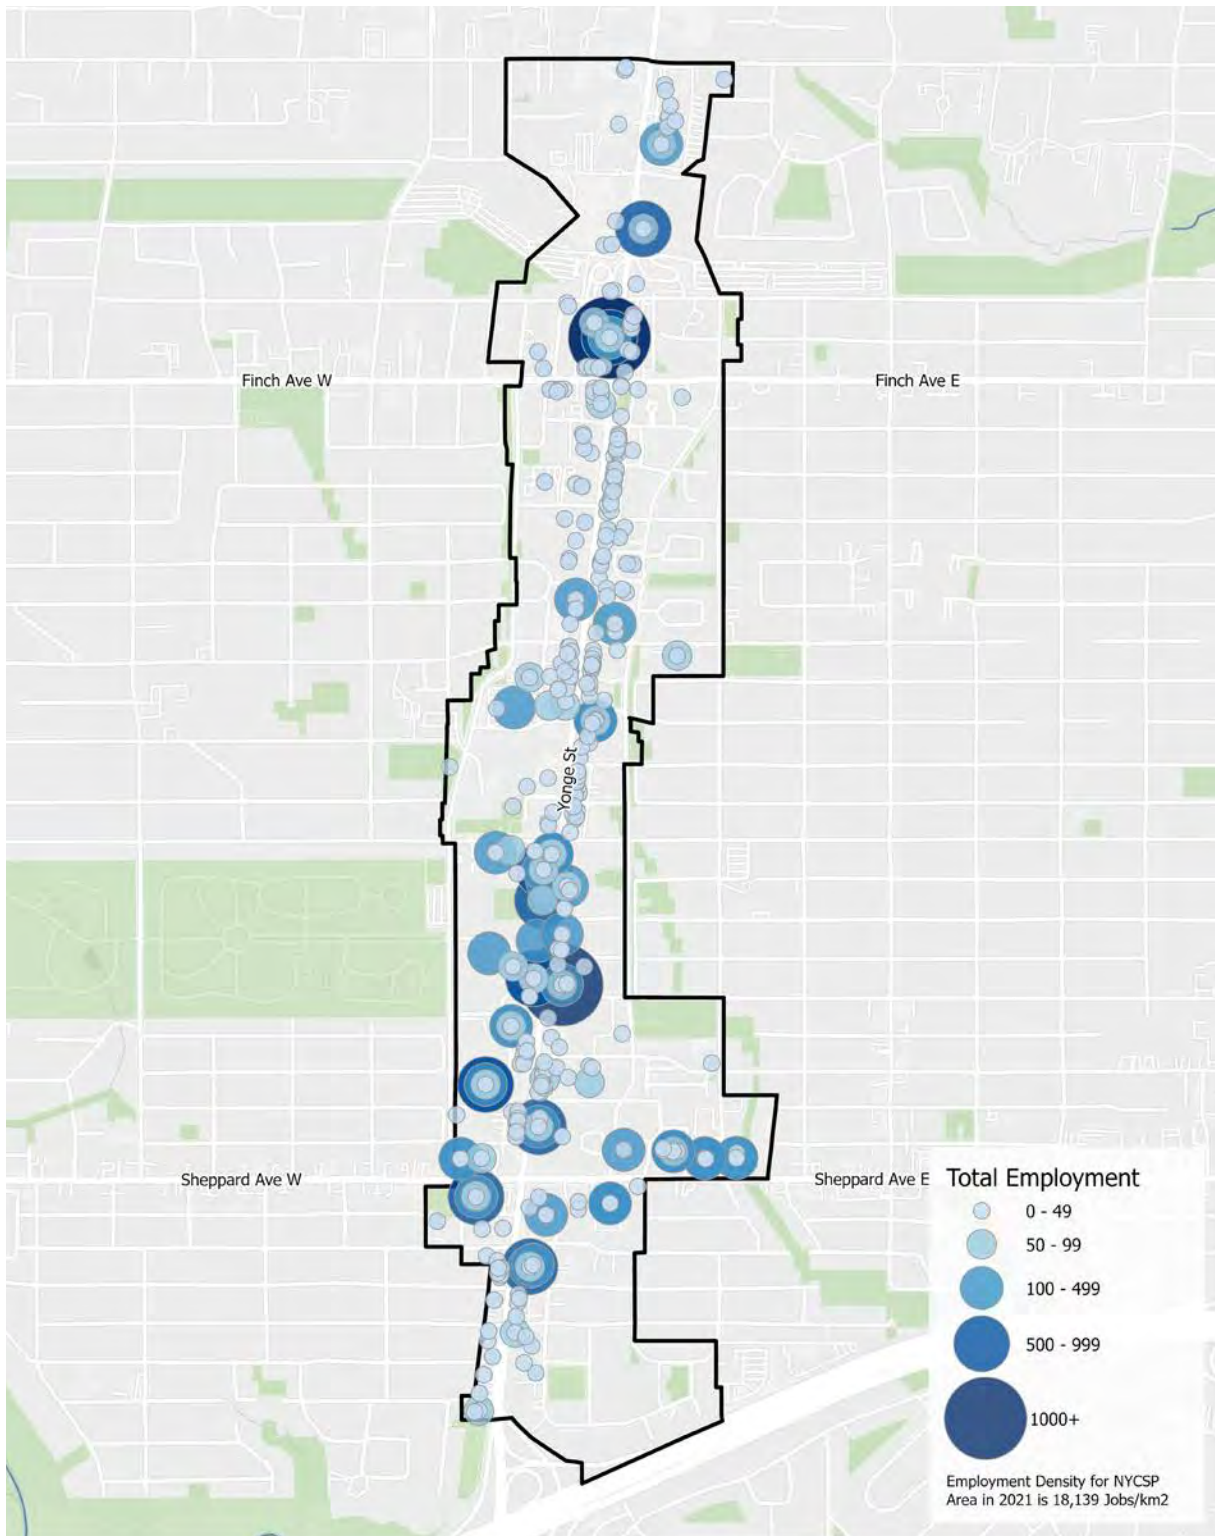 Finch Ave W
Finch Ave E
Yonge St
Sheppard Ave W
Sheppard Ave E
Total Employment
0 - 49
50 - 99
100 - 499
500 - 999
1000+
Employment Density for NYCSP
Area in 2021 is 18,139 Jobs/km2